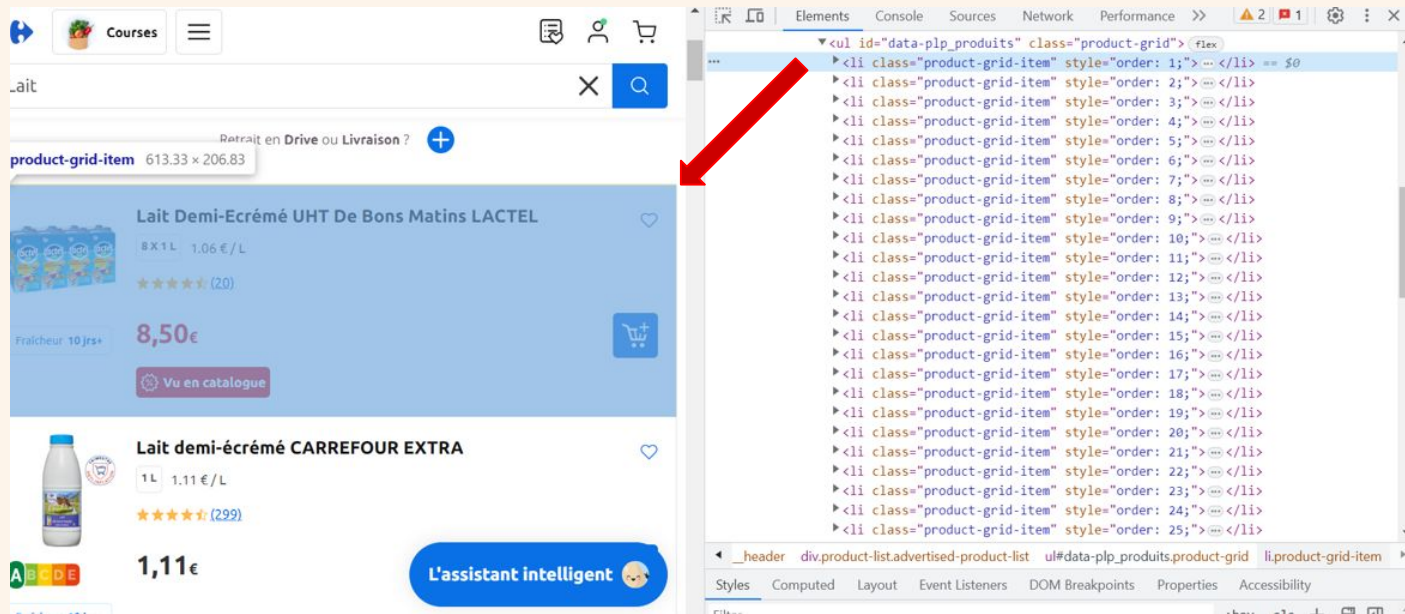 Courses
Lait
Retrait en Drive ou Livraison ?
product-grid-item 613.33 × 206.83
Lait Demi-Ecrémé UHT De Bons Matins LACTEL
8X1L 1.06 € / L
(20)
Fraîcheur 10 jrs+
8,50€
Vu en catalogue
Lait demi-écrémé CARREFOUR EXTRA
1L 1.11 € / L
(299)
1,11€
A B C D E
L'assistant intelligent
Elements Console Sources Network Performance >> 2 1
▼<ul id="data-plp_produits" class="product-grid"> flex
… ▶<li class="product-grid-item" style="order: 1;"> … </li> == $0
▶<li class="product-grid-item" style="order: 2;"> … </li>
▶<li class="product-grid-item" style="order: 3;"> … </li>
▶<li class="product-grid-item" style="order: 4;"> … </li>
▶<li class="product-grid-item" style="order: 5;"> … </li>
▶<li class="product-grid-item" style="order: 6;"> … </li>
▶<li class="product-grid-item" style="order: 7;"> … </li>
▶<li class="product-grid-item" style="order: 8;"> … </li>
▶<li class="product-grid-item" style="order: 9;"> … </li>
▶<li class="product-grid-item" style="order: 10;"> … </li>
▶<li class="product-grid-item" style="order: 11;"> … </li>
▶<li class="product-grid-item" style="order: 12;"> … </li>
▶<li class="product-grid-item" style="order: 13;"> … </li>
▶<li class="product-grid-item" style="order: 14;"> … </li>
▶<li class="product-grid-item" style="order: 15;"> … </li>
▶<li class="product-grid-item" style="order: 16;"> … </li>
▶<li class="product-grid-item" style="order: 17;"> … </li>
▶<li class="product-grid-item" style="order: 18;"> … </li>
▶<li class="product-grid-item" style="order: 19;"> … </li>
▶<li class="product-grid-item" style="order: 20;"> … </li>
▶<li class="product-grid-item" style="order: 21;"> … </li>
▶<li class="product-grid-item" style="order: 22;"> … </li>
▶<li class="product-grid-item" style="order: 23;"> … </li>
▶<li class="product-grid-item" style="order: 24;"> … </li>
▶<li class="product-grid-item" style="order: 25;"> … </li>
_header div.product-list.advertised-product-list ul#data-plp_produits.product-grid li.product-grid-item
Styles Computed Layout Event Listeners DOM Breakpoints Properties Accessibility